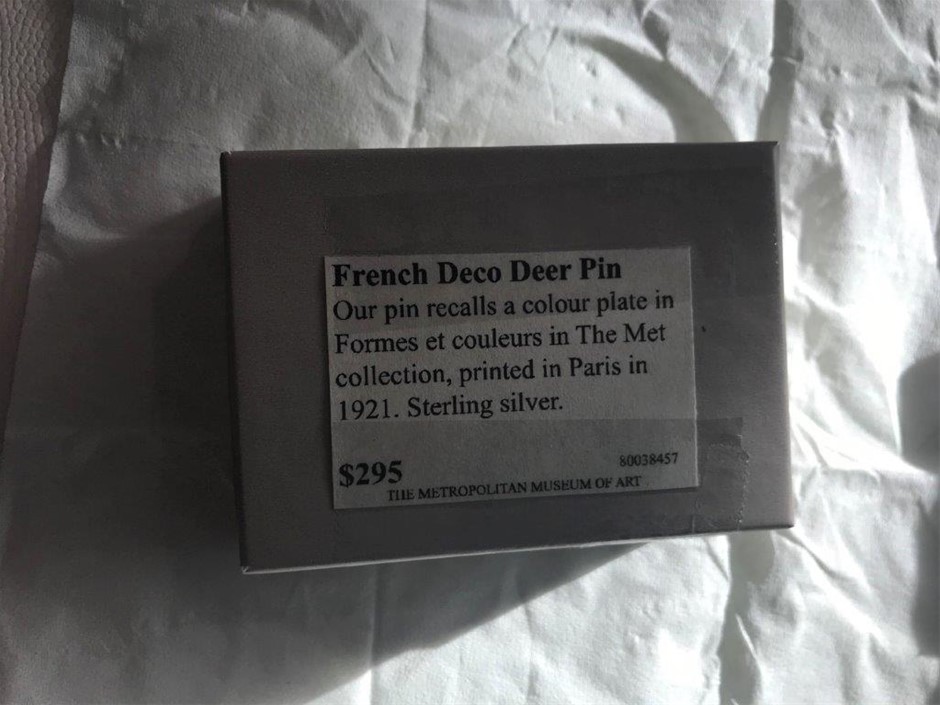 French Deco Deer Pin
Our pin recalls a colour plate in
Formes et couleurs in The Met
collection, printed in Paris in
1921. Sterling silver.
$295
80038457
THE METROPOLITAN MUSEUM OF ART